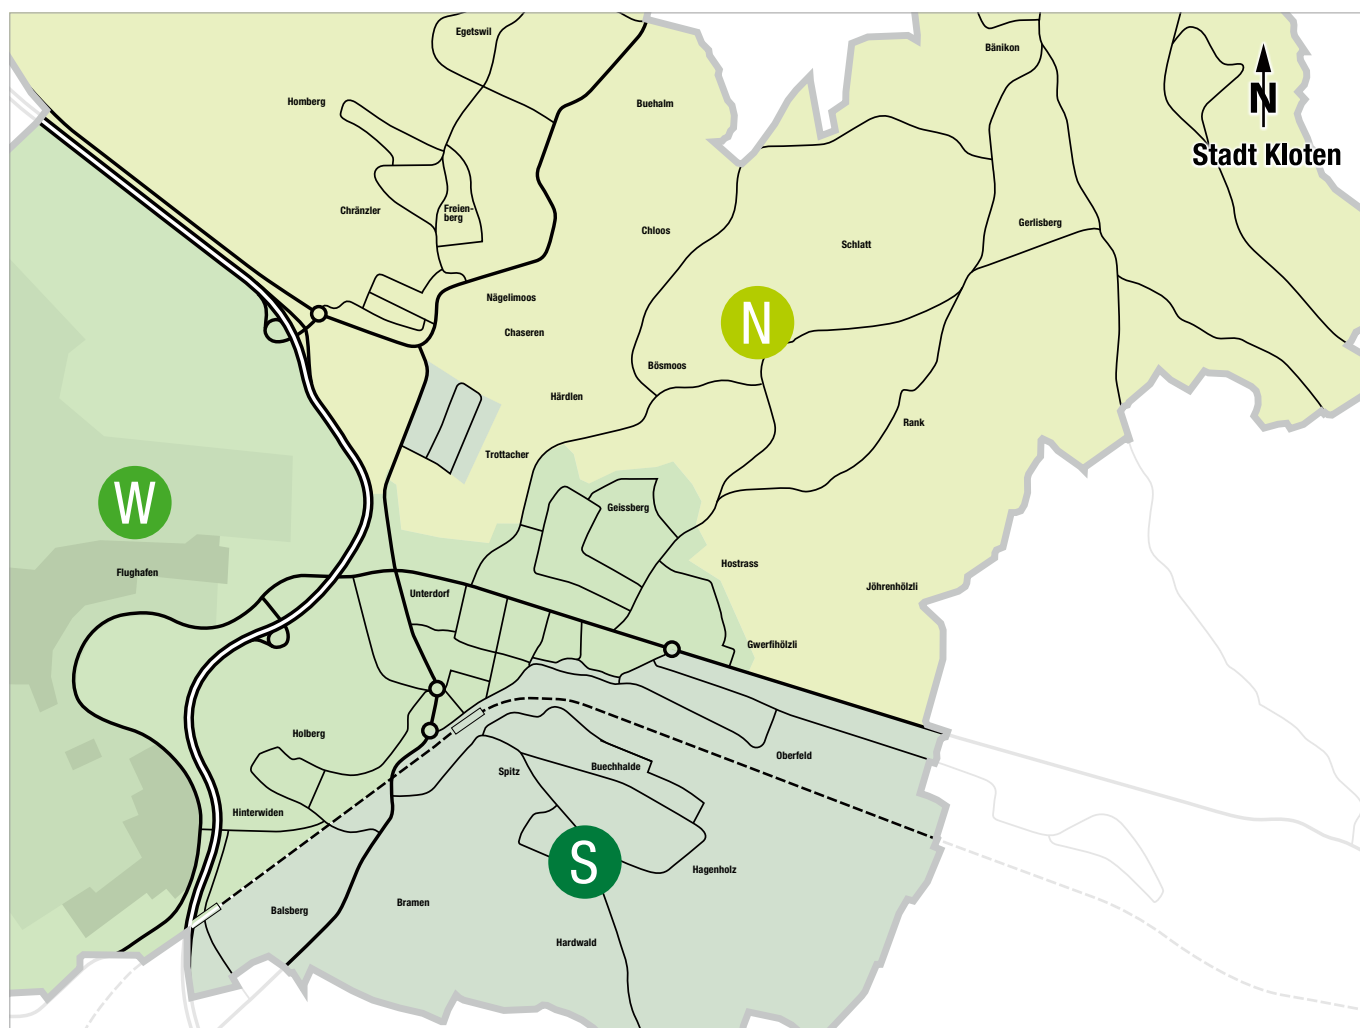 Egetswil
Bänikon
Homberg
Buehalm
N
Stadt Kloten
Chränzler
Freien-
berg
Chloos
Gerlisberg
Schlatt
Nägelimoos
Chaseren
N
Bösmoos
Härdlen
Rank
Trottacher
W
Geissberg
Flughafen
Hostrass
Jöhrenhölzli
Unterdorf
Gwerfihölzli
Holberg
Oberfeld
Spitz
Buechhalde
Hinterwiden
S
Hagenholz
Balsberg
Bramen
Hardwald